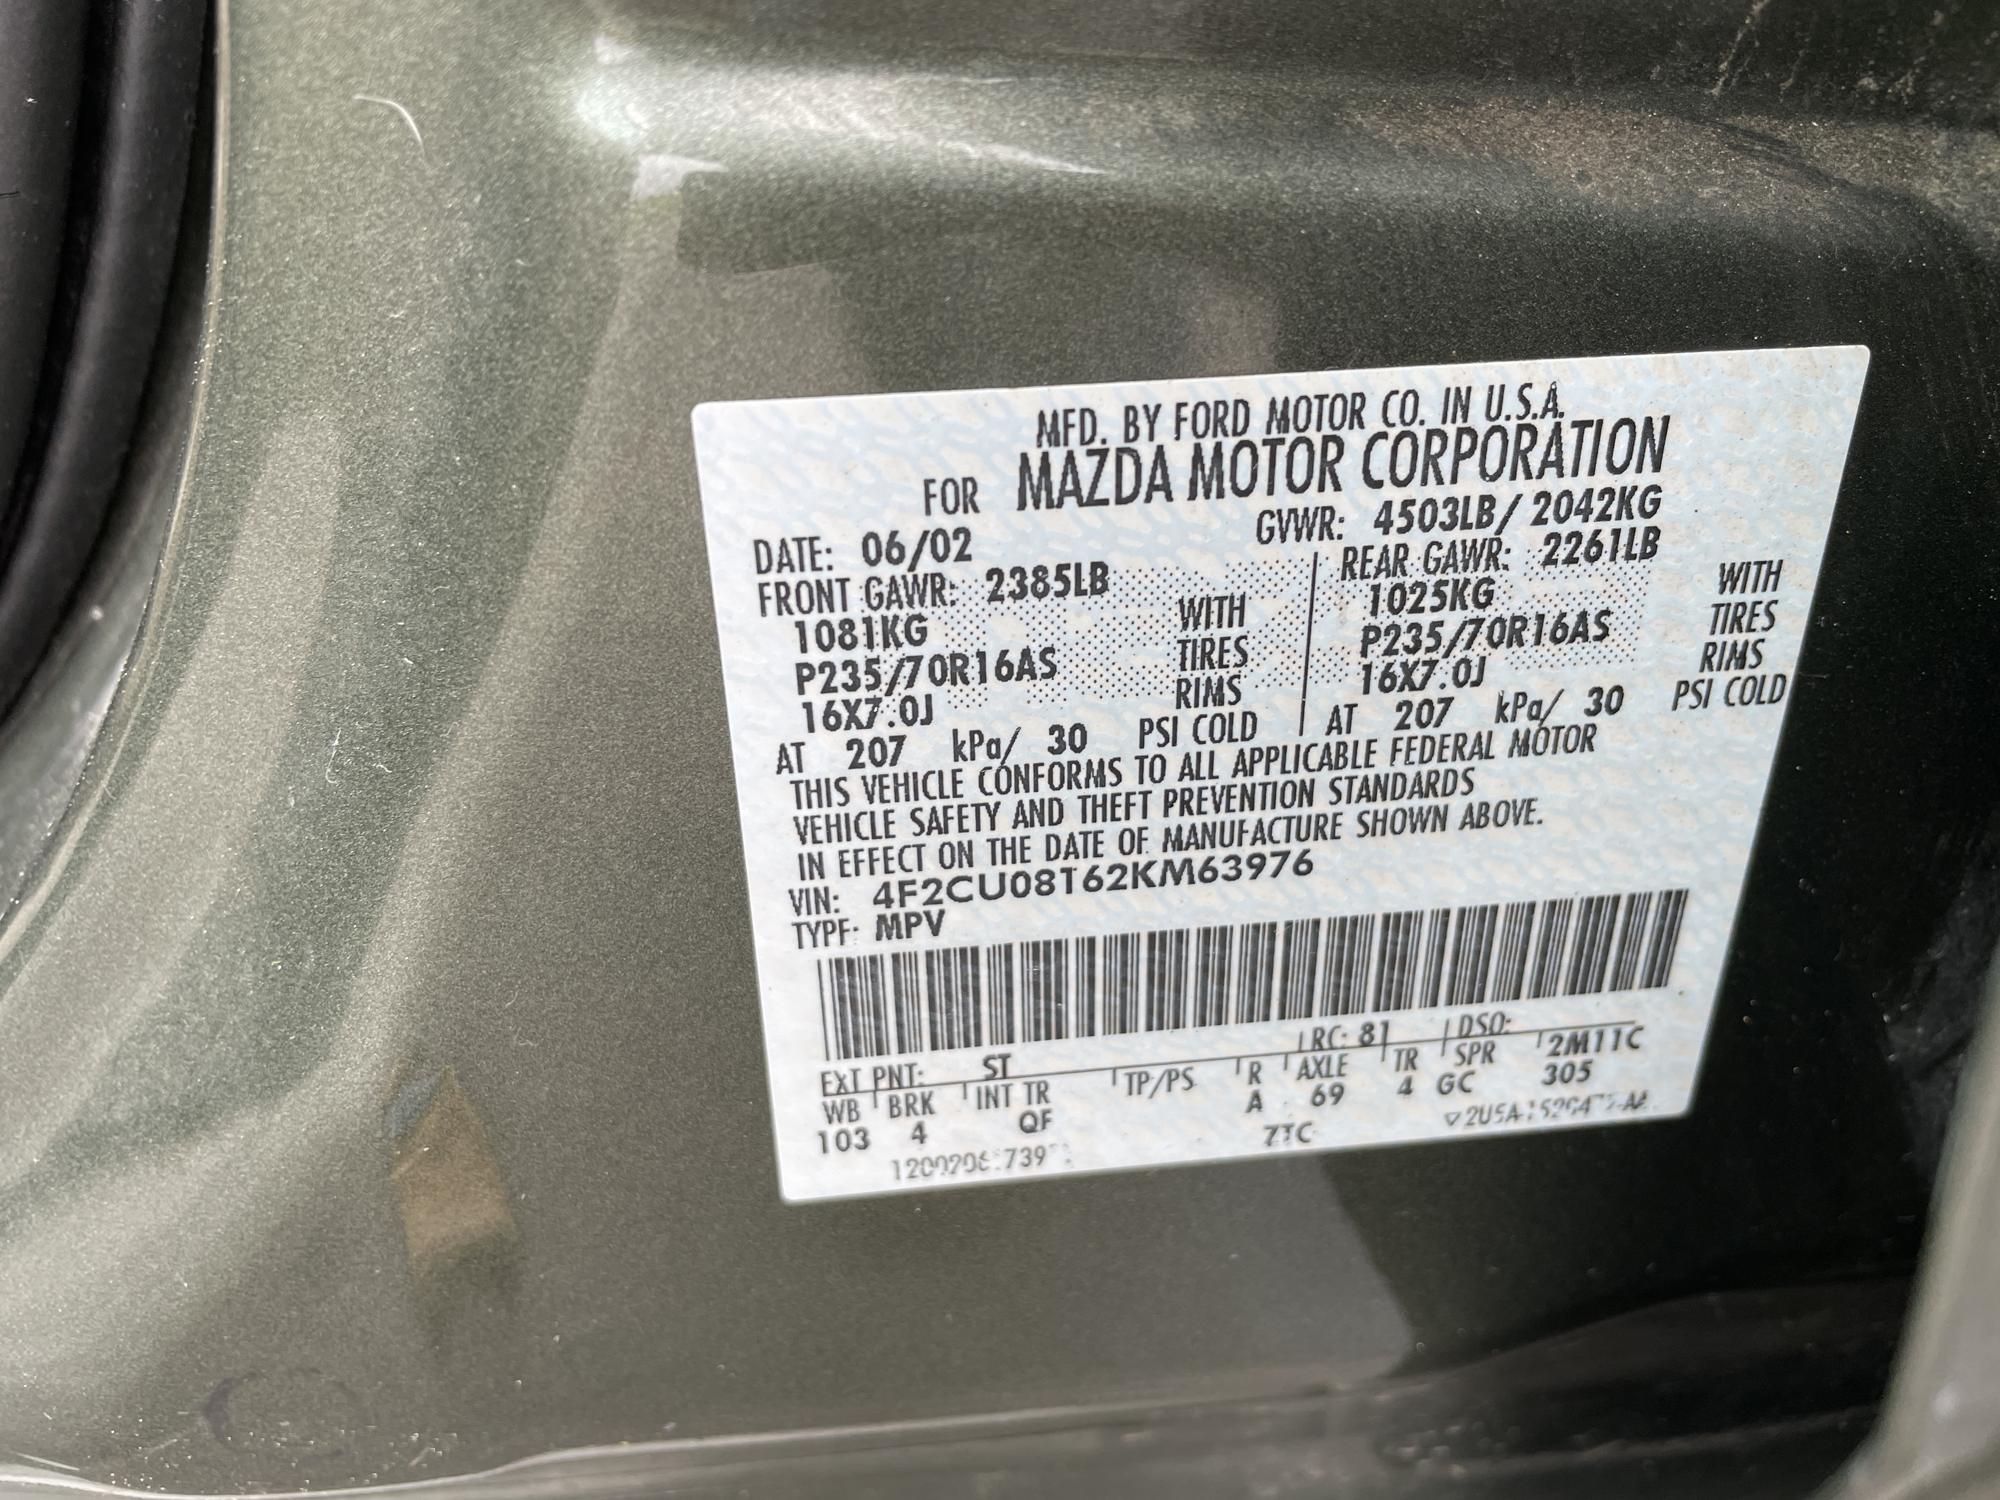 MFD. BY FORD MOTOR CO. IN U.S.A.
FOR MAZDA MOTOR CORPORATION
DATE: 06/02 GVWR: 4503LB/ 2042KG
FRONT GAWR: 2385LB REAR GAWR: 2261LB
1081KG WITH 1025KG WITH
P235/70R16AS TIRES P235/70R16AS TIRES
16X7.0J RIMS 16X7.0J RIMS
AT 207 kPa/ 30 PSI COLD AT 207 kPa/ 30 PSI COLD
THIS VEHICLE CONFORMS TO ALL APPLICABLE FEDERAL MOTOR
VEHICLE SAFETY AND THEFT PREVENTION STANDARDS
IN EFFECT ON THE DATE OF MANUFACTURE SHOWN ABOVE.
VIN: 4F2CU08162KM63976
TYPE: MPV
EXT PNT: ST RC: 81 DSO:
WB BRK INT TR TP/PS R AXLE TR SPR 2M11C
103 4 QF A 69 4 GC 305
7TC